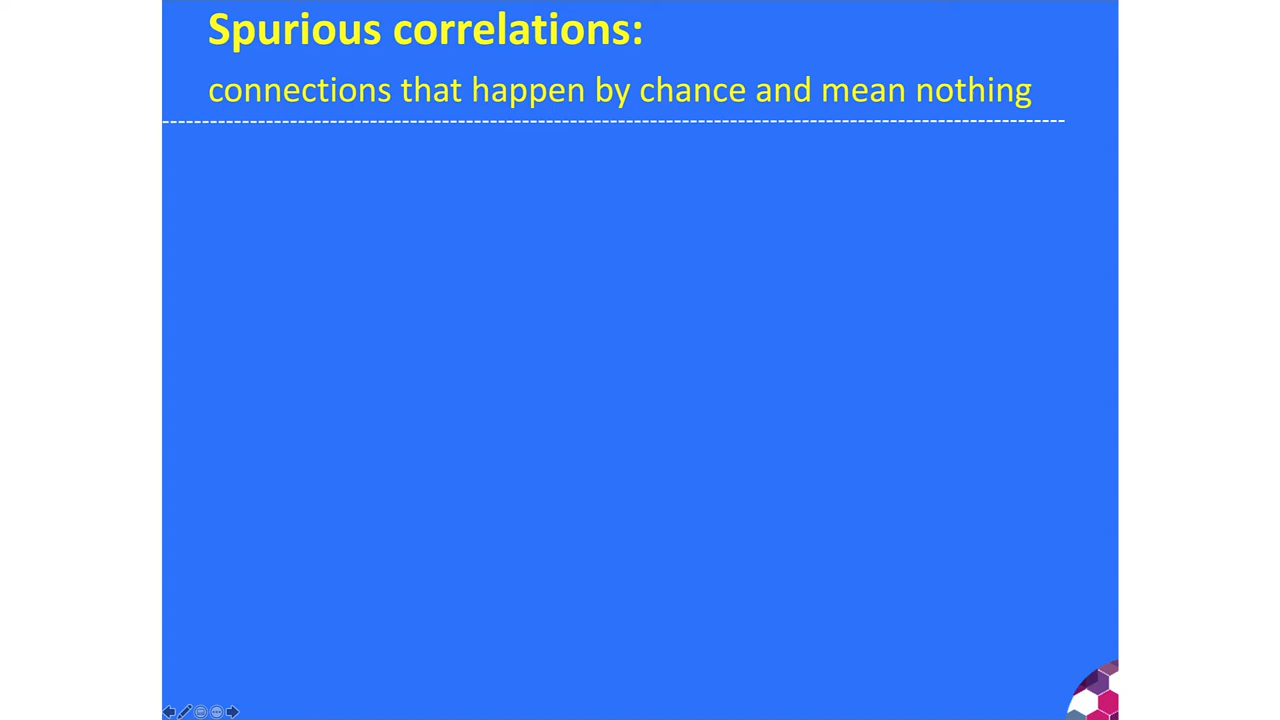 Spurious correlations:
connections that happen by chance and mean nothing